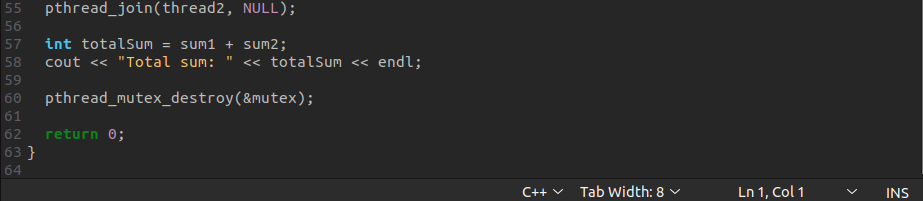 55 pthread_join(thread2, NULL);
56
57 int totalSum = sum1 + sum2;
58 cout << "Total sum: " << totalSum << endl;
59
60 pthread_mutex_destroy(&mutex);
61
62 return 0;
63 }
64
C++ Tab Width: 8 Ln 1, Col 1 INS